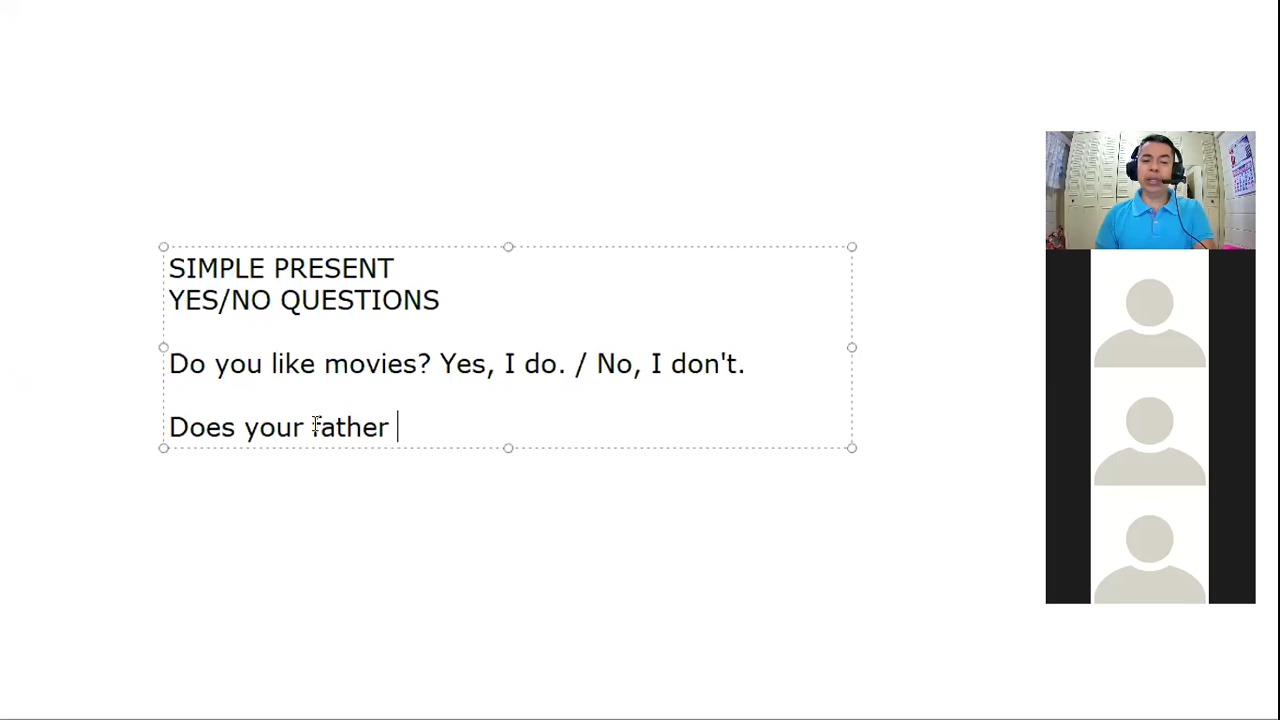 SIMPLE PRESENT
YES/NO QUESTIONS
Do you like movies? Yes, I do. / No, I don't.
Does your father